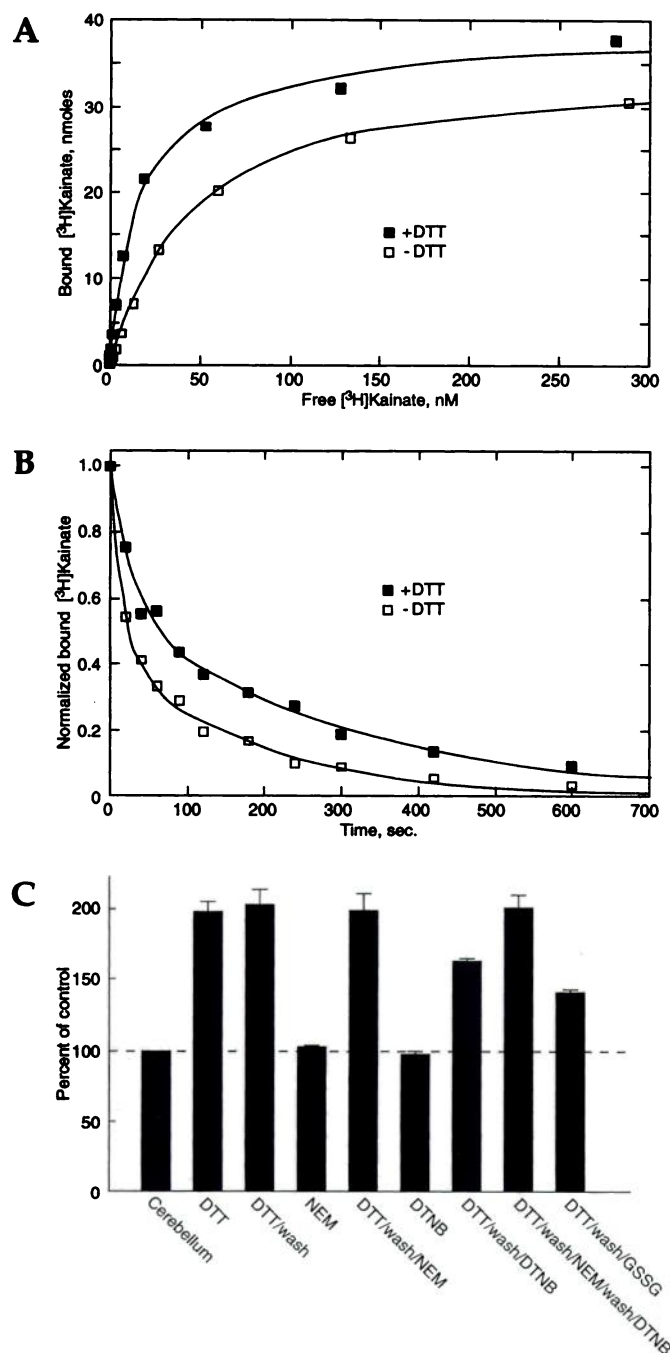 A
40
30
20
10
0
Bound [³H]Kainate, nmoles
+DTT
-DTT
0 50 100 150 200 250 300
Free [³H]Kainate, nM
B
1.0
0.8
0.6
0.4
0.2
0
Normalized bound [³H]Kainate
+DTT
-DTT
0 100 200 300 400 500 600 700
Time, sec.
C
200
150
100
50
0
Percent of control
Cerebellum
DTT
DTT/wash
NEM
DTT/wash/NEM
DTNB
DTT/wash/DTNB
DTT/wash/NEM/wash/DTNB
DTT/wash/GSSG